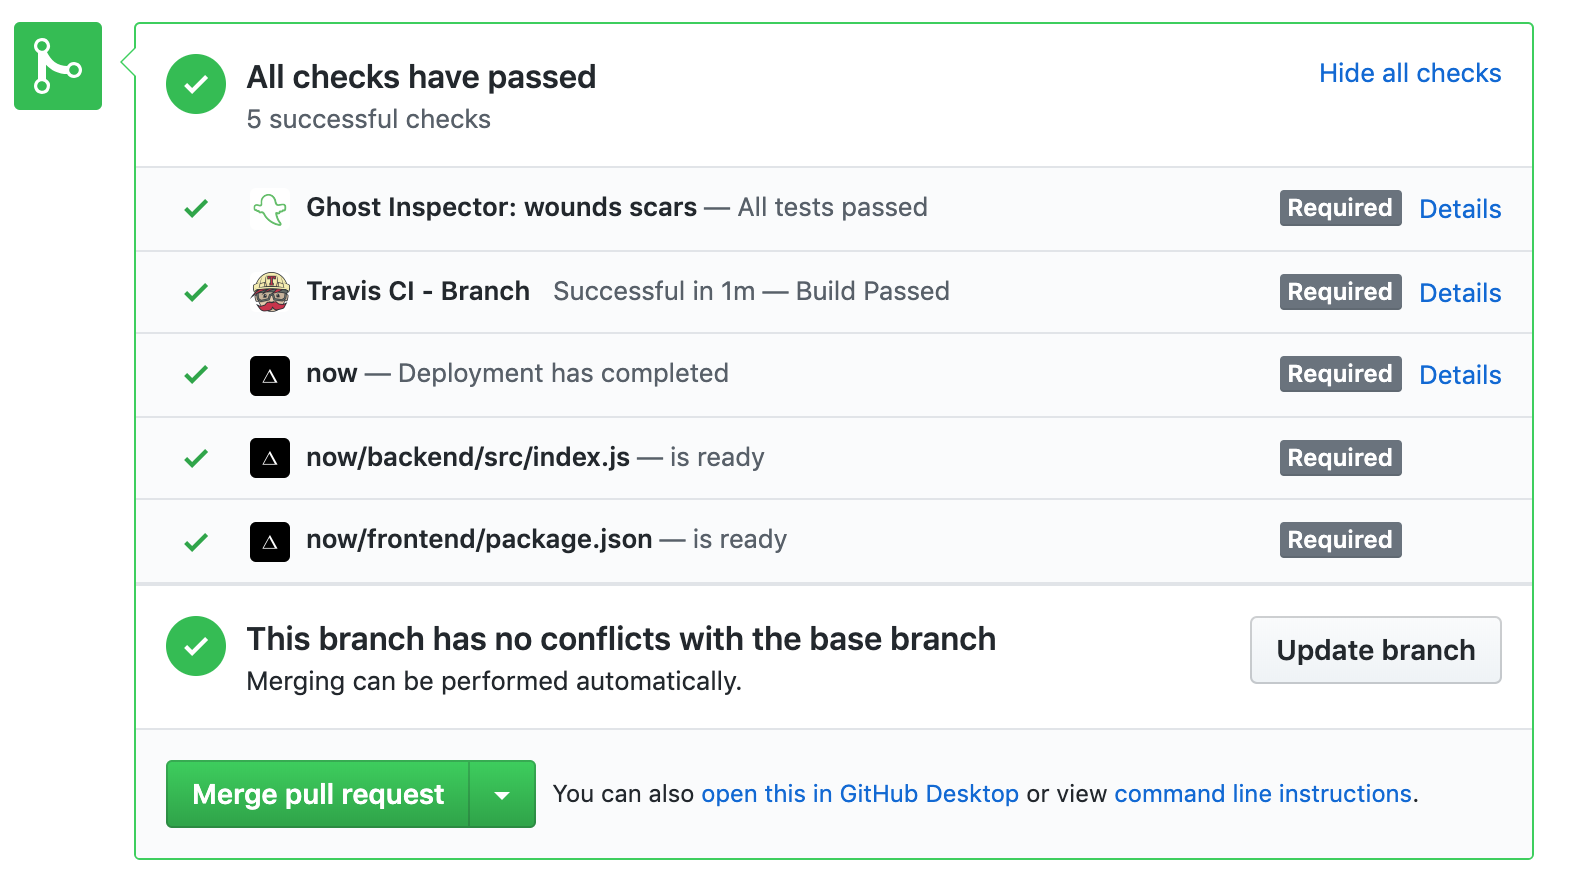 All checks have passed
Hide all checks
5 successful checks
Ghost Inspector: wounds scars — All tests passed Required Details
Travis CI - Branch Successful in 1m — Build Passed Required Details
now — Deployment has completed Required Details
now/backend/src/index.js — is ready Required
now/frontend/package.json — is ready Required
This branch has no conflicts with the base branch
Update branch
Merging can be performed automatically.
Merge pull request You can also open this in GitHub Desktop or view command line instructions.